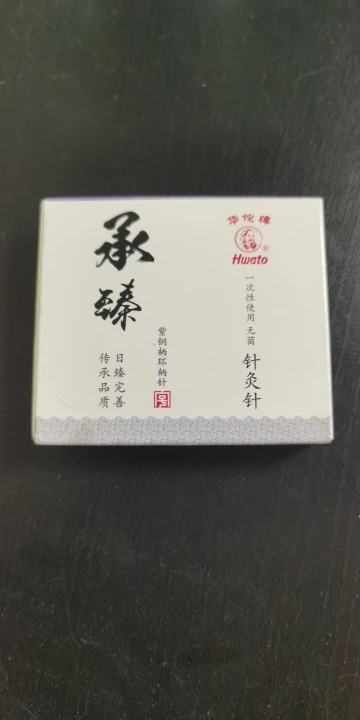 承臻
华佗牌
Hwato
一次性使用 无菌
针灸针
紫铜柄环柄针
日臻完善
传承品质